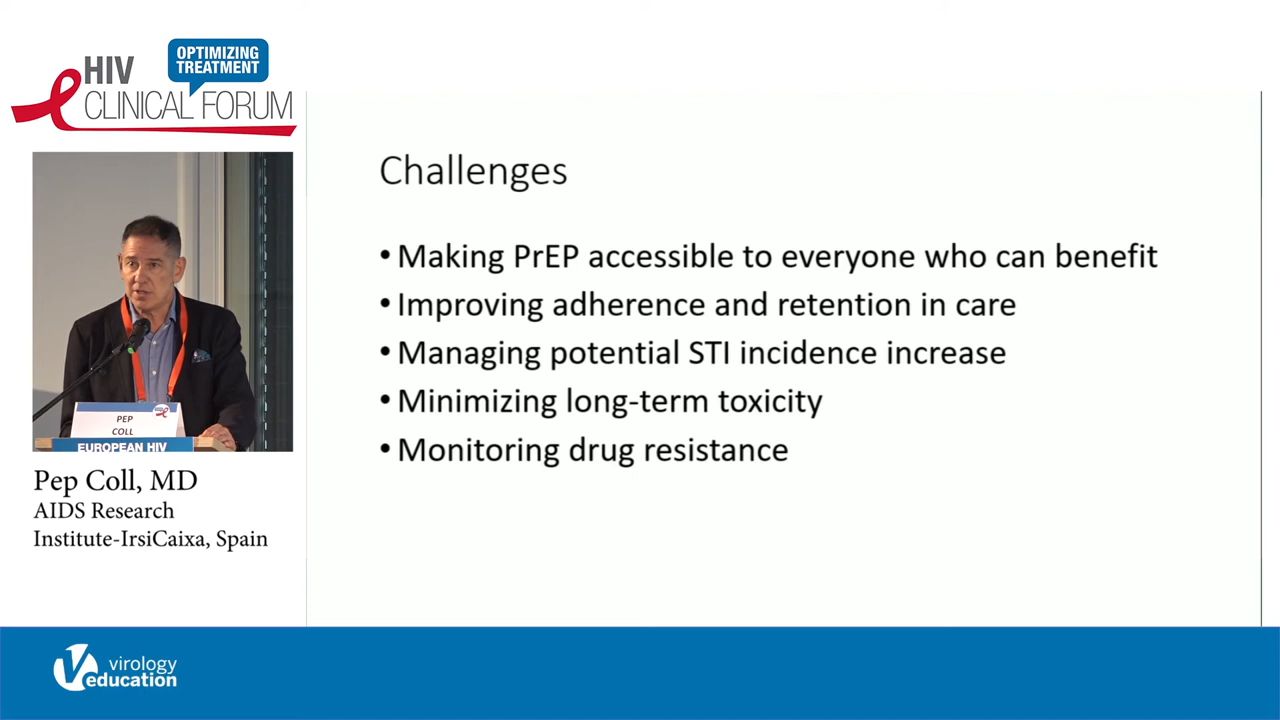 OPTIMIZING
TREATMENT
HIV
CLINICAL FORUM
PEP
COLL
EUROPEAN HIV
Pep Coll, MD
AIDS Research
Institute-IrsiCaixa, Spain
Challenges
• Making PrEP accessible to everyone who can benefit
• Improving adherence and retention in care
• Managing potential STI incidence increase
• Minimizing long-term toxicity
• Monitoring drug resistance
virology
education